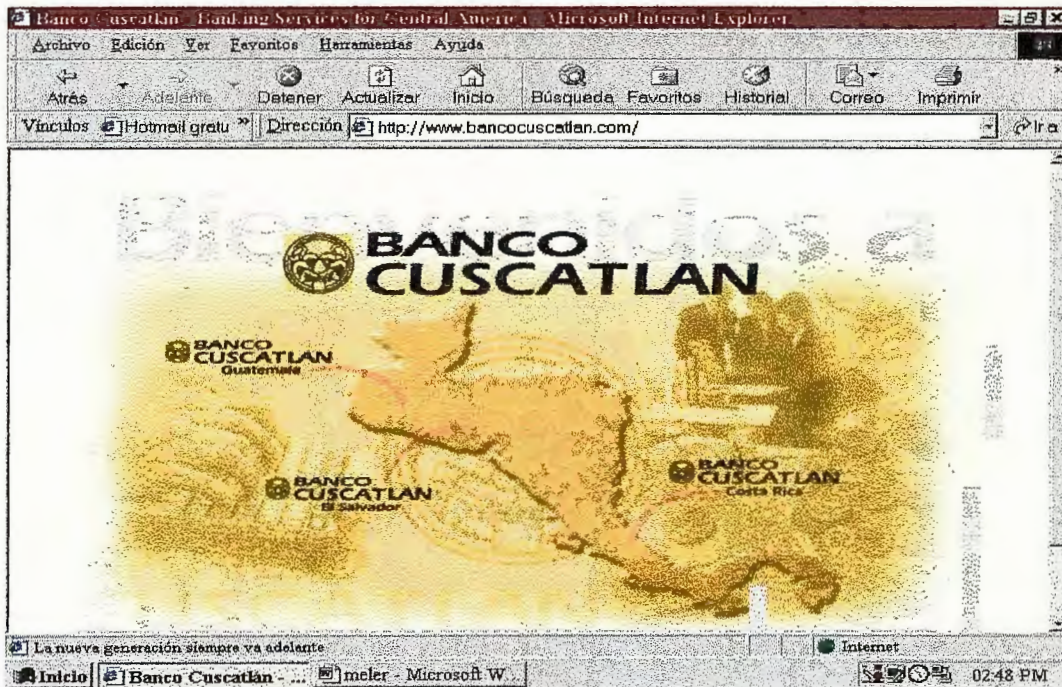 Banco Cuscatlán - Banking Services for Central America - Microsoft Internet Explorer
Archivo Edición Ver Favoritos Herramientas Ayuda
Atrás Adelante Detener Actualizar Inicio Búsqueda Favoritos Historial Correo Imprimir
Vínculos Hotmail gratu » Dirección http://www.bancocuscatlan.com/ Ir a
Bienvenidos a
BANCO
CUSCATLAN
BANCO
CUSCATLAN
Guatemala
BANCO
CUSCATLAN
El Salvador
BANCO
CUSCATLAN
Costa Rica
La nueva generación siempre va adelante Internet
Inicio Banco Cuscatlán - ... meler - Microsoft W... 02:48 PM